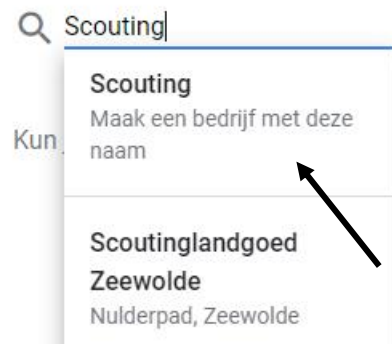 Scouting
Scouting
Maak een bedrijf met deze
Kun
naam
Scoutinglandgoed
Zeewolde
Nulderpad, Zeewolde